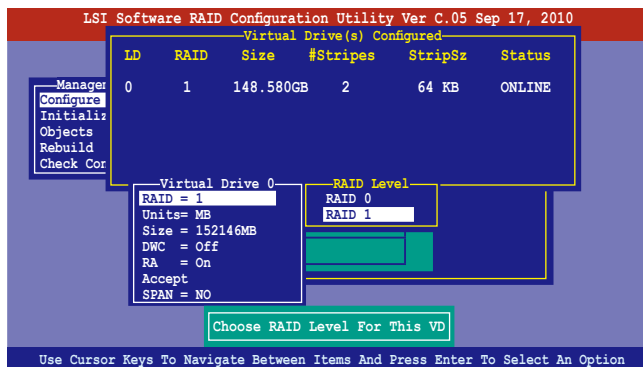 LSI Software RAID Configuration Utility Ver C.05 Sep 17, 2010
Virtual Drive(s) Configured
LD RAID Size #Stripes StripSz Status
0 1 148.580GB 2 64 KB ONLINE
Configure
Initializ
Objects
Rebuild
Check Con
Virtual Drive 0
RAID = 1
Units= MB
Size = 152146MB
DWC = Off
RA = On
Accept
SPAN = NO
RAID Level
RAID 0
RAID 1
Choose RAID Level For This VD
Use Cursor Keys To Navigate Between Items And Press Enter To Select An Option